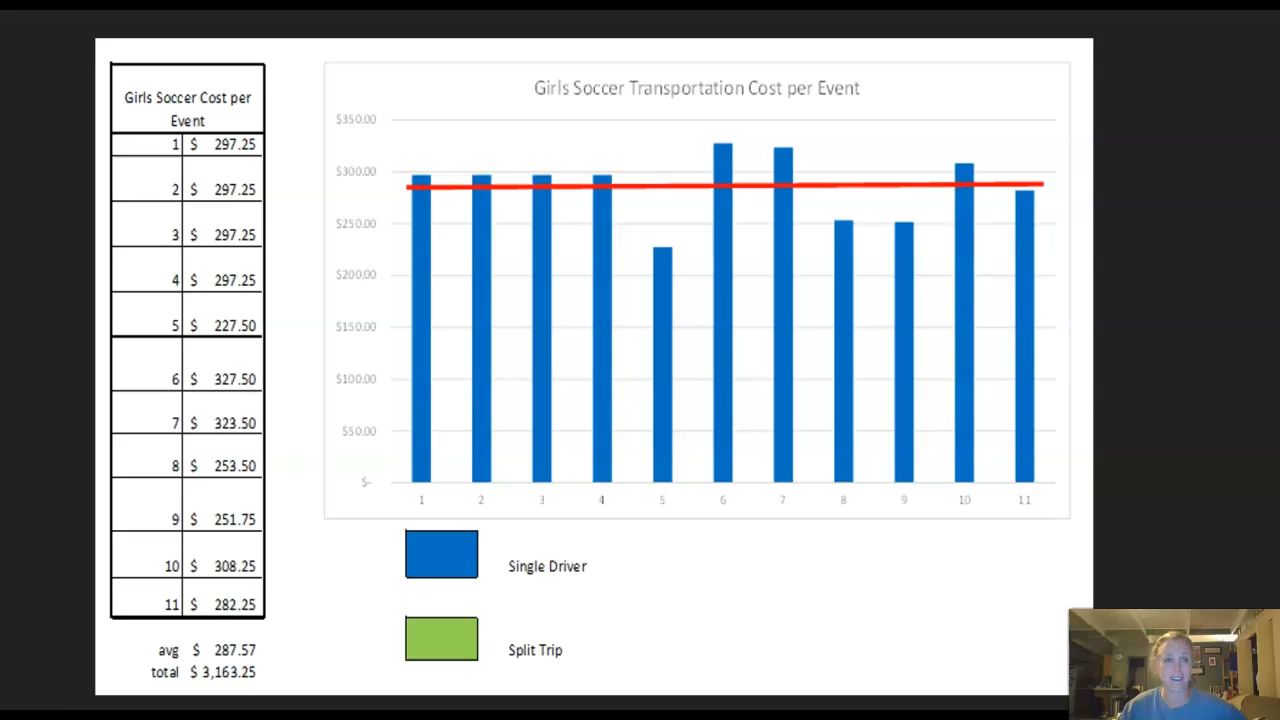 Girls Soccer Cost per
Event
1 $ 297.25
2 $ 297.25
3 $ 297.25
4 $ 297.25
5 $ 227.50
6 $ 327.50
7 $ 323.50
8 $ 253.50
9 $ 251.75
10 $ 308.25
11 $ 282.25
avg $ 287.57
total $ 3,163.25
Girls Soccer Transportation Cost per Event
$350.00
$300.00
$250.00
$200.00
$150.00
$100.00
$50.00
$-
1 2 3 4 5 6 7 8 9 10 11
Single Driver
Split Trip